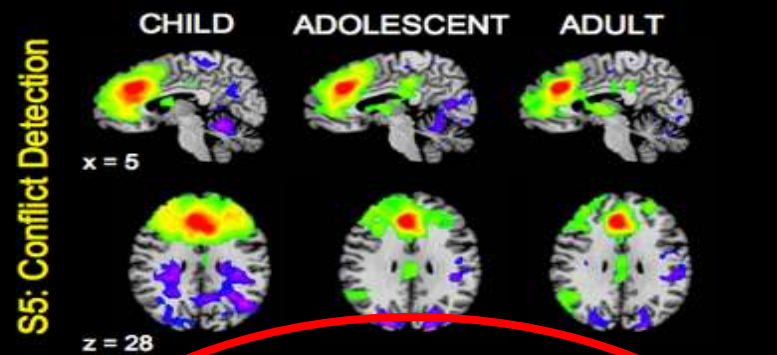 CHILD ADOLESCENT ADULT
S5: Conflict Detection
x = 5
z = 28